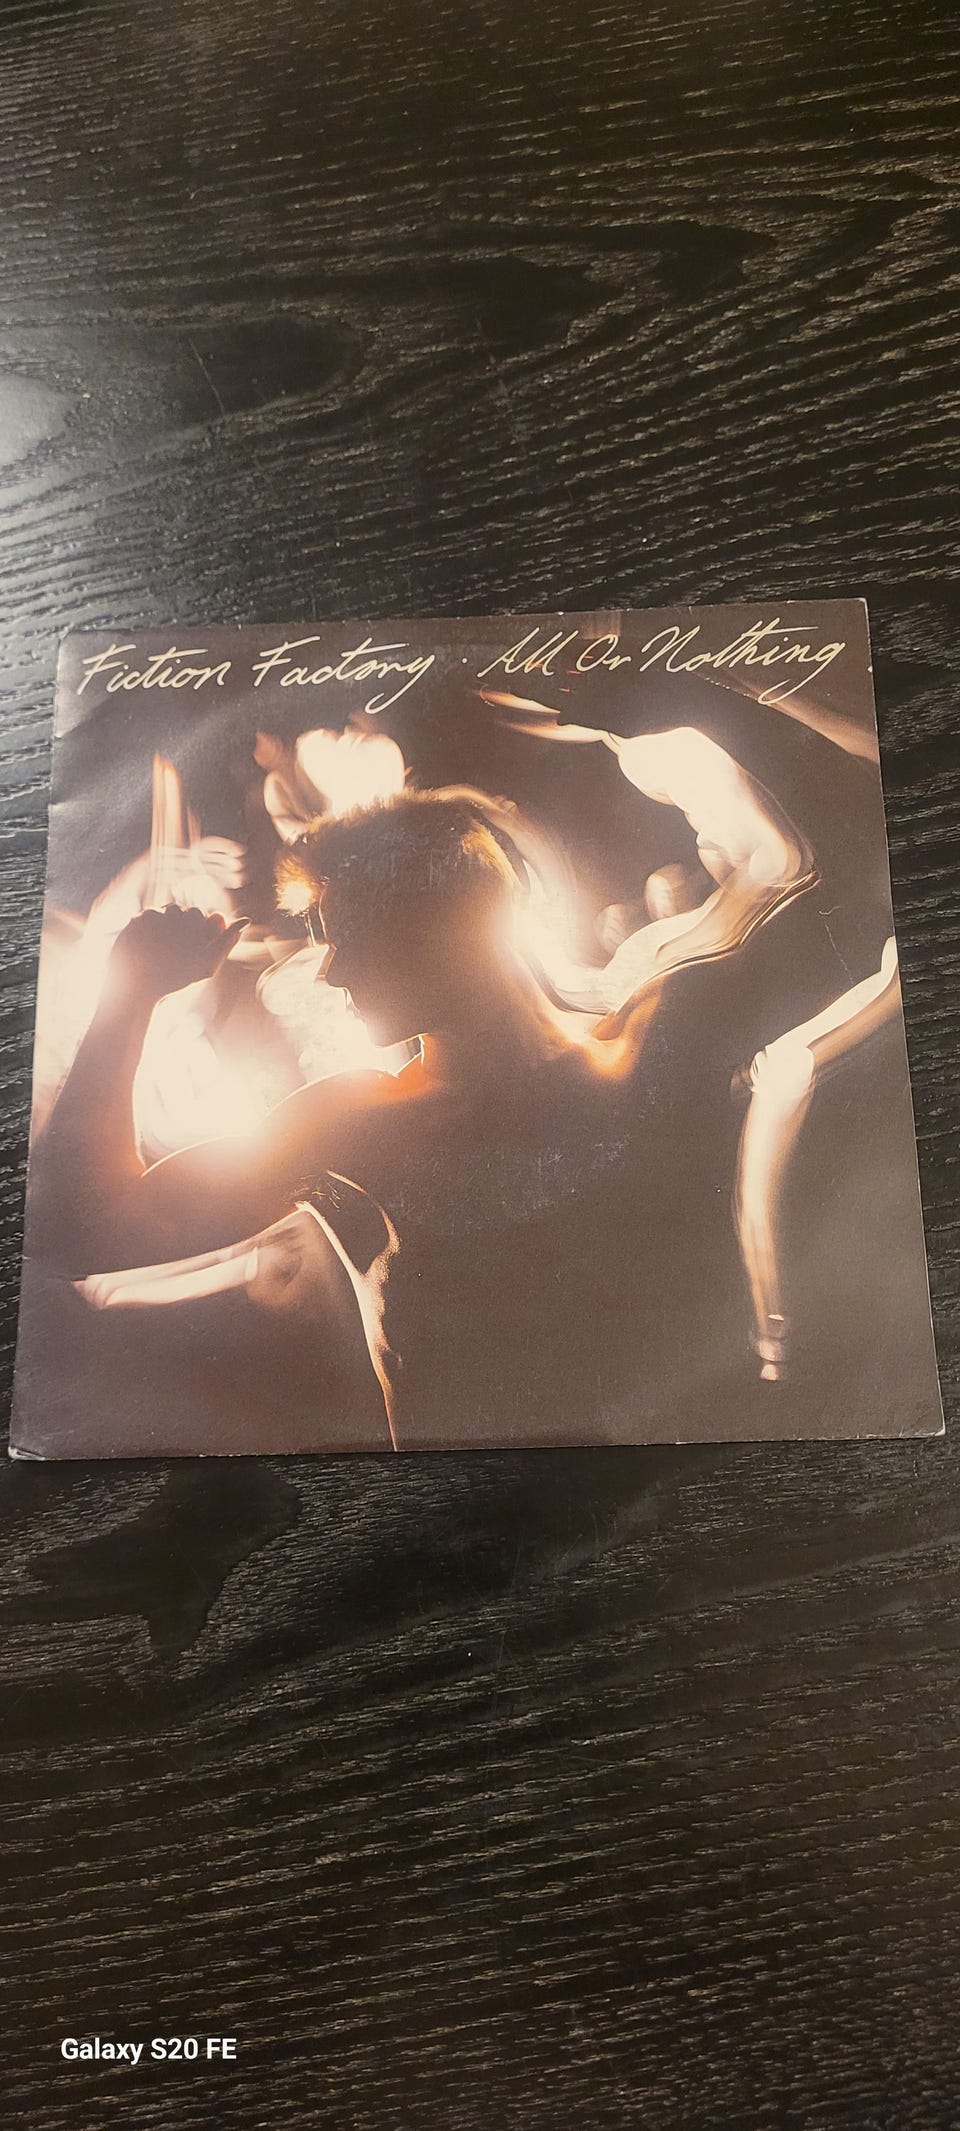 Fiction Factory · All Or Nothing
Galaxy S20 FE